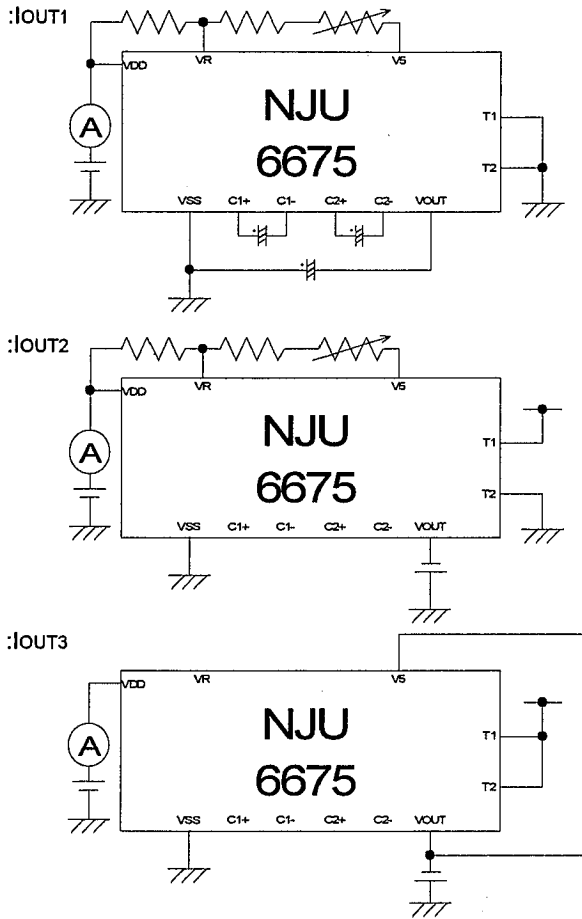 :IOUT1
VDD VR V5
A
NJU
6675
T1
T2
VSS C1+ C1- C2+ C2- VOUT
:IOUT2
VDD VR V5
A
NJU
6675
T1
T2
VSS C1+ C1- C2+ C2- VOUT
:IOUT3
VDD VR V5
A
NJU
6675
T1
T2
VSS C1+ C1- C2+ C2- VOUT